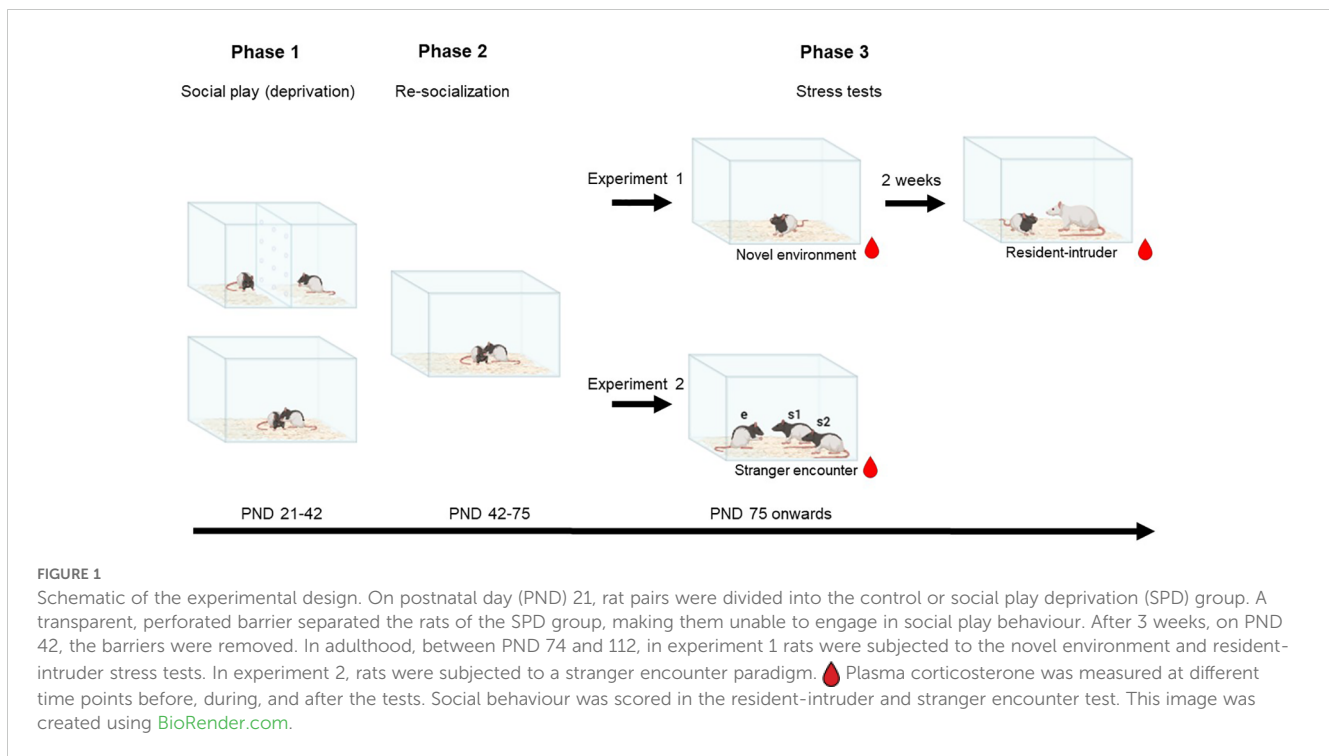 Phase 1
Phase 2
Phase 3
Social play (deprivation)
Re-socialization
Stress tests
Experiment 1
2 weeks
Novel environment
Resident-intruder
Experiment 2
e
s1
s2
Stranger encounter
PND 21-42
PND 42-75
PND 75 onwards
FIGURE 1
Schematic of the experimental design. On postnatal day (PND) 21, rat pairs were divided into the control or social play deprivation (SPD) group. A
transparent, perforated barrier separated the rats of the SPD group, making them unable to engage in social play behaviour. After 3 weeks, on PND
42, the barriers were removed. In adulthood, between PND 74 and 112, in experiment 1 rats were subjected to the novel environment and resident-
intruder stress tests. In experiment 2, rats were subjected to a stranger encounter paradigm. Plasma corticosterone was measured at different
time points before, during, and after the tests. Social behaviour was scored in the resident-intruder and stranger encounter test. This image was
created using BioRender.com.